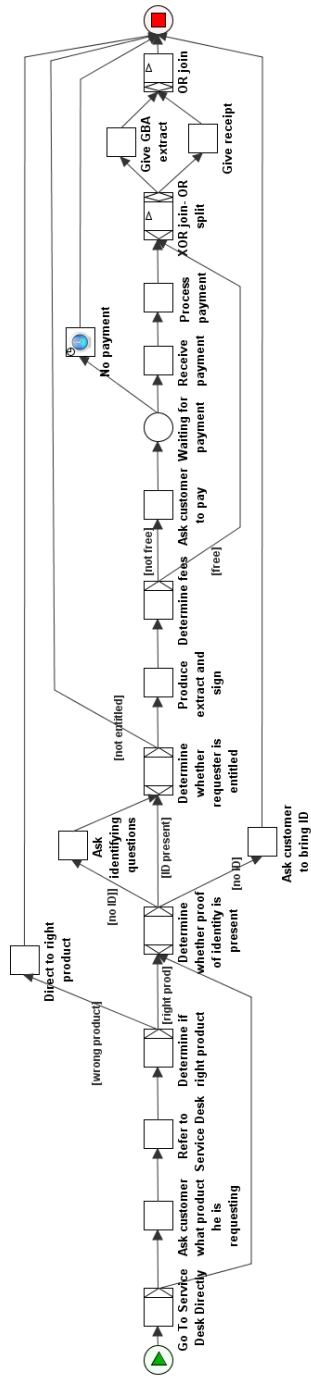 Go To Service
Desk Directly
Ask customer
what product
he is
requesting
Refer to
Service Desk
Determine if
right product
[wrong product]
[right prod]
Direct to right
product
Determine
whether proof
of identity is
present
[no ID]]
[ID present]
[no ID]
Ask
identifying
questions
Ask customer
to bring ID
Determine
whether
requester is
entitled
[not entitled]
Produce
extract and
sign
Determine fees
[not free]
[free]
Ask customer
to pay
Waiting for
payment
No payment
Receive
payment
Process
payment
XOR join- OR
split
Give GBA
extract
Give receipt
OR join